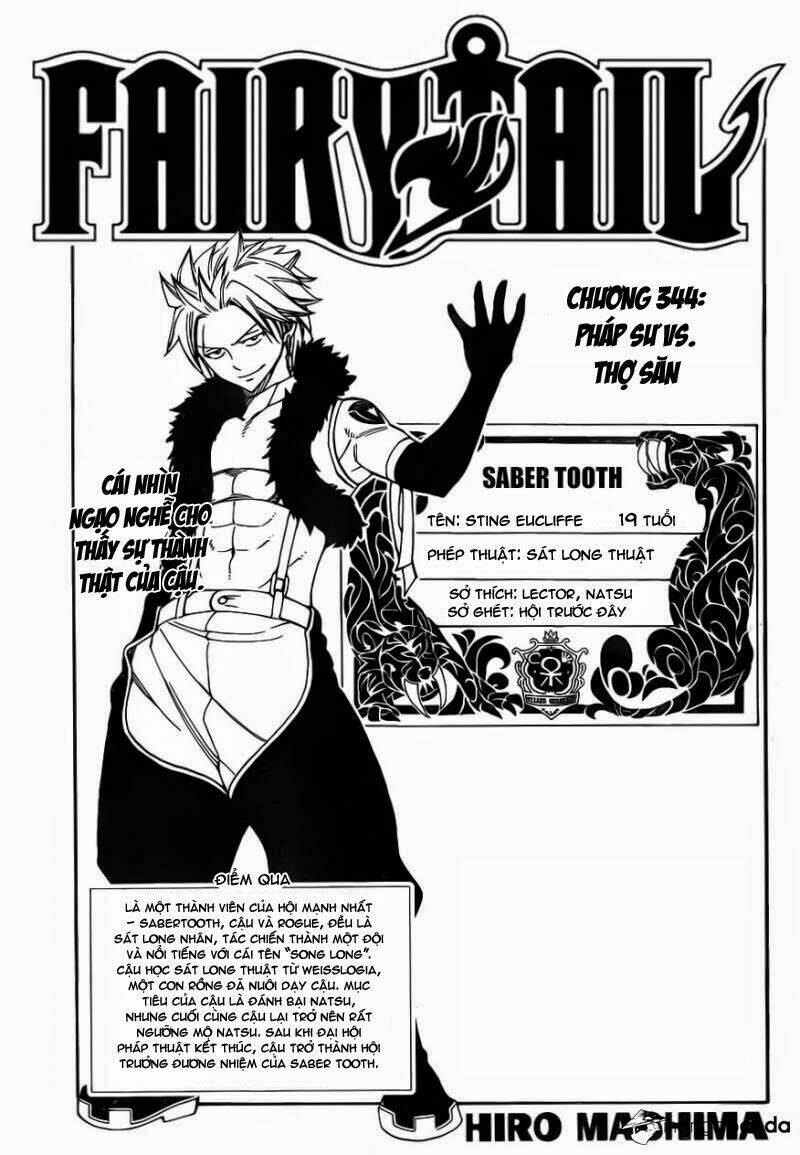 FAIRY TAIL
CHƯƠNG 344:
PHÁP SƯ VS.
THỢ SĂN
CÁI NHÌN
NGẠO NGHỄ CHO
THẤY SỰ THÀNH
THẬT CỦA CẬU.
SABER TOOTH
TÊN: STING EUCLIFFE 19 TUỔI
PHÉP THUẬT: SÁT LONG THUẬT
SỞ THÍCH: LECTOR, NATSU
SỞ GHÉT: HỘI TRƯỚC ĐÂY
ĐIỂM QUA
LÀ MỘT THÀNH VIÊN CỦA HỘI MẠNH NHẤT
- SABERTOOTH, CẬU VÀ ROGUE, ĐỀU LÀ
SÁT LONG NHÂN, TÁC CHIẾN THÀNH MỘT ĐỘI
VÀ NỔI TIẾNG VỚI CÁI TÊN "SONG LONG".
CẬU HỌC SÁT LONG THUẬT TỪ WEISSLOGIA,
MỘT CON RỒNG ĐÃ NUÔI DẠY CẬU. MỤC
TIÊU CỦA CẬU LÀ ĐÁNH BẠI NATSU,
NHƯNG CUỐI CÙNG CẬU LẠI TRỞ NÊN RẤT
NGƯỠNG MỘ NATSU. SAU KHI ĐẠI HỘI
PHÁP THUẬT KẾT THÚC, CẬU TRỞ THÀNH HỘI
TRƯỞNG ĐƯƠNG NHIỆM CỦA SABER TOOTH.
HIRO MASHIMA